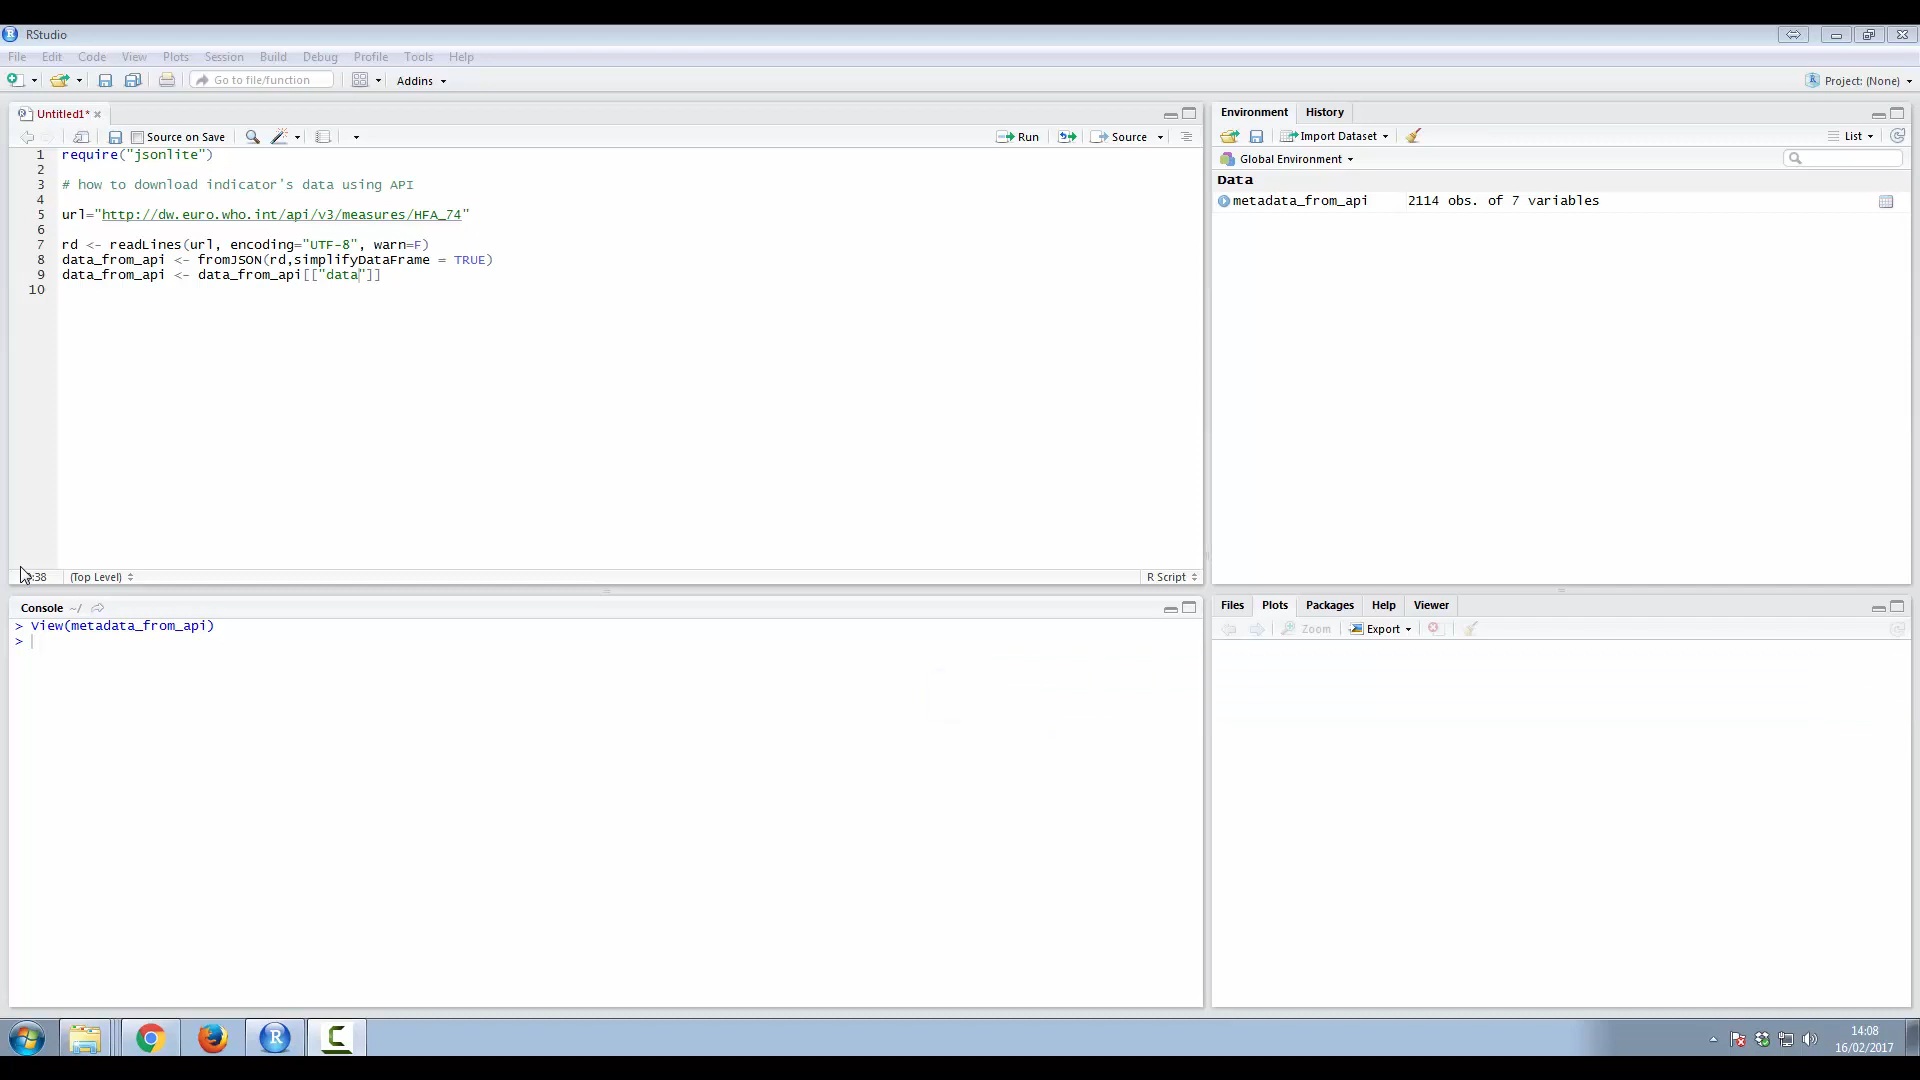 RStudio
File Edit Code View Plots Session Build Debug Profile Tools Help
Go to file/function Addins Project: (None)
Untitled1*
Source on Save Run Source
1 require("jsonlite")
2
3 # how to download indicator's data using API
4
5 url="http://dw.euro.who.int/api/v3/measures/HFA_74"
6
7 rd <- readLines(url, encoding="UTF-8", warn=F)
8 data_from_api <- fromJSON(rd,simplifyDataFrame = TRUE)
9 data_from_api <- data_from_api[["data"]]
10
:38 (Top Level) R Script
Console ~/
> View(metadata_from_api)
>
Environment History
Import Dataset List
Global Environment
Data
metadata_from_api 2114 obs. of 7 variables
Files Plots Packages Help Viewer
Zoom Export
14:08
16/02/2017